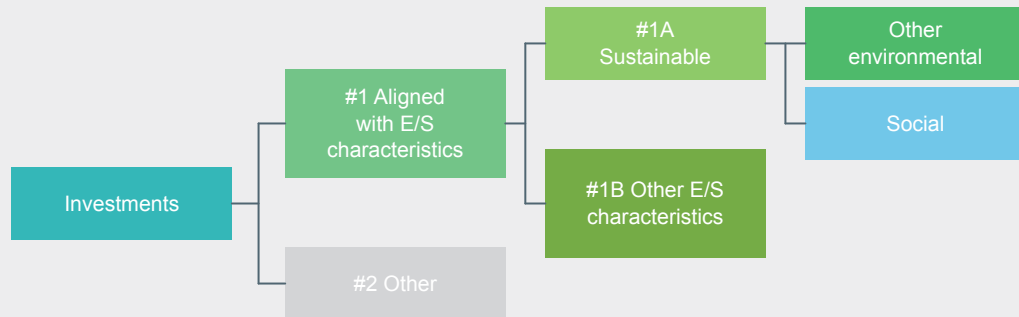 #1A
Sustainable
Other
environmental
#1 Aligned
with E/S
characteristics
Social
Investments
#1B Other E/S
characteristics
#2 Other